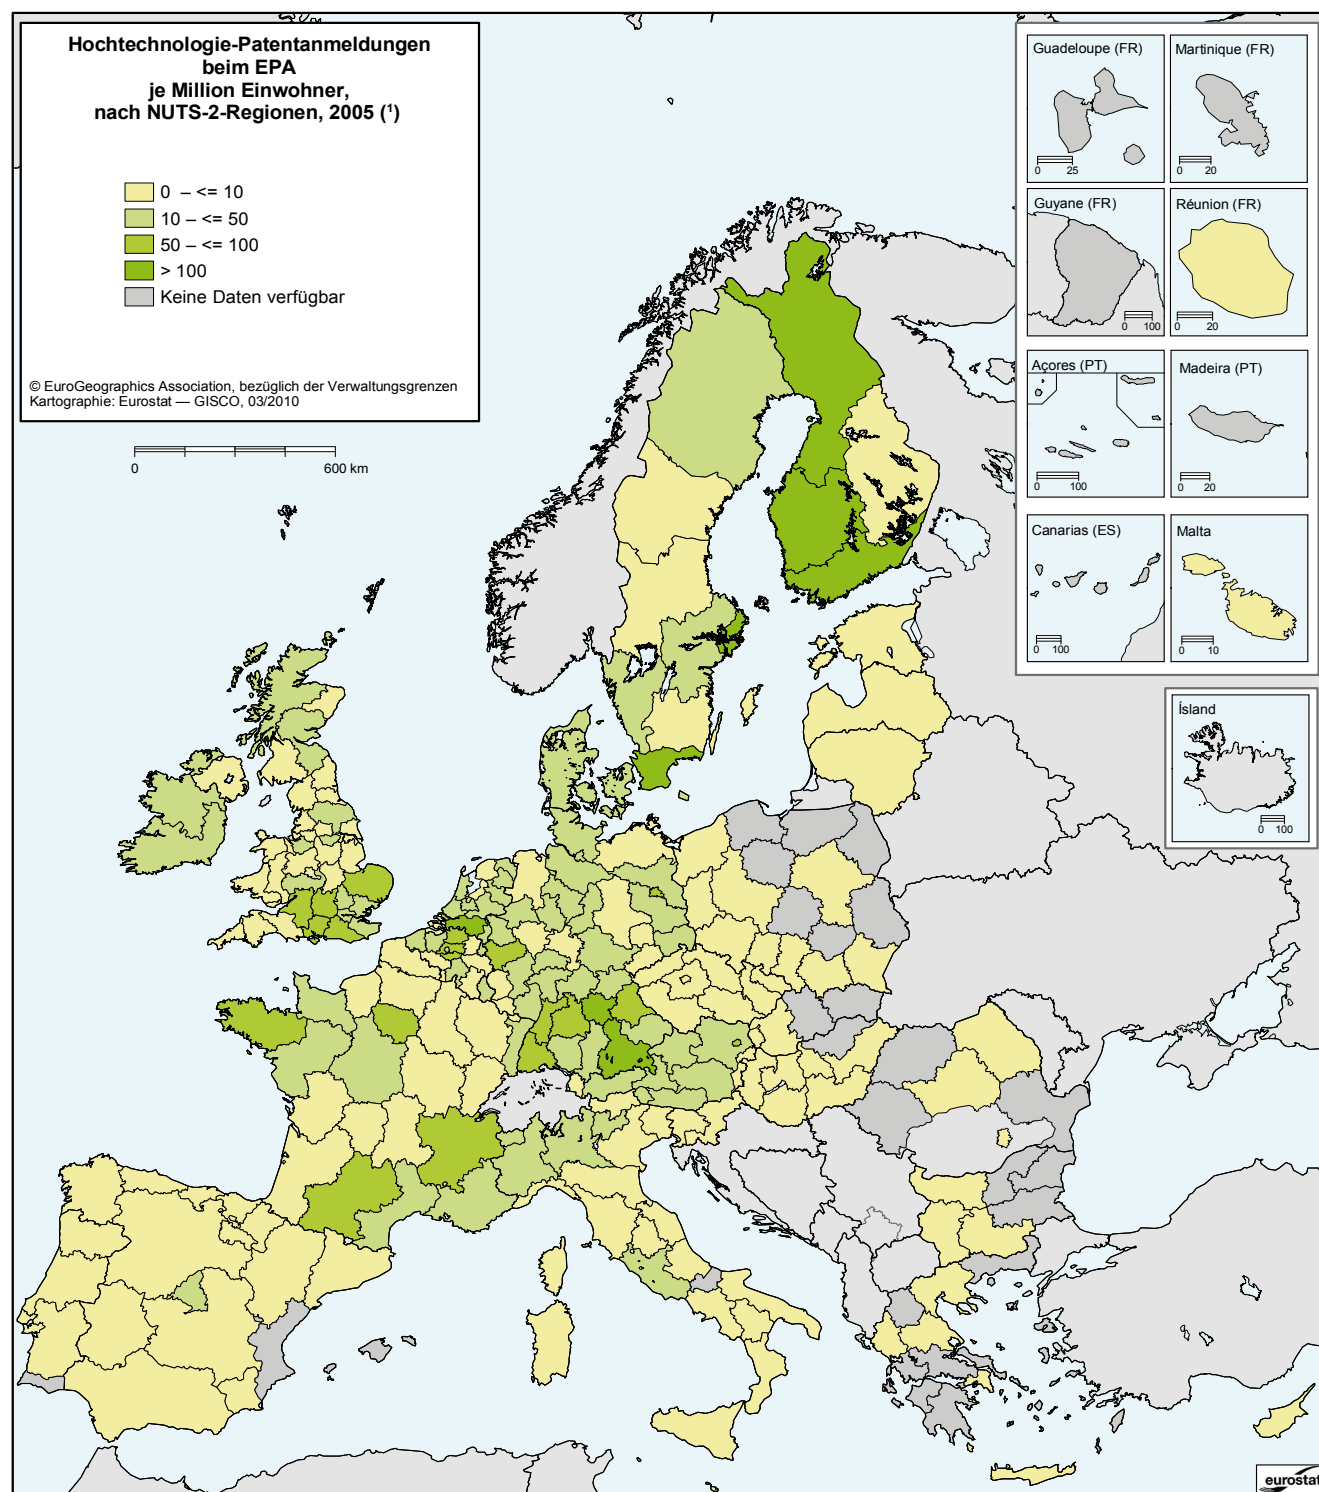 Hochtechnologie-Patentanmeldungen
beim EPA
je Million Einwohner,
nach NUTS-2-Regionen, 2005 (¹)
0 – <= 10
10 – <= 50
50 – <= 100
> 100
Keine Daten verfügbar
© EuroGeographics Association, bezüglich der Verwaltungsgrenzen
Kartographie: Eurostat — GISCO, 03/2010
0 600 km
Guadeloupe (FR)
0 25
Martinique (FR)
0 20
Guyane (FR)
0 100
Réunion (FR)
0 20
Açores (PT)
0 100
Madeira (PT)
0 20
Canarias (ES)
0 100
Malta
0 10
Ísland
0 100
eurostat